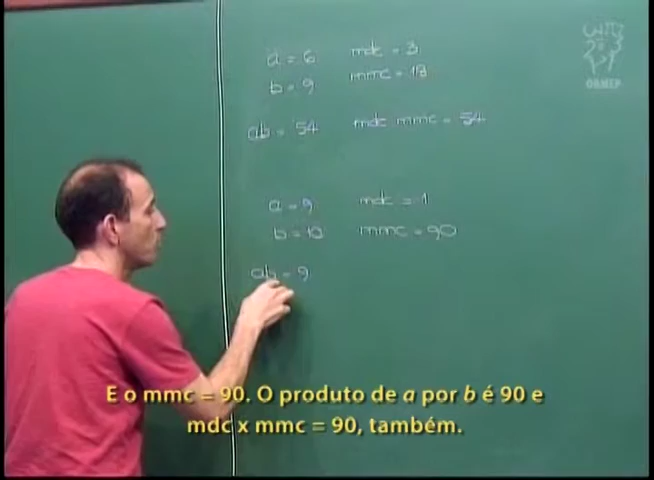 a = 6 mdc = 3
b = 9 mmc = 18
ab = 54 mdc mmc = 54
a = 9 mdc = 1
b = 10 mmc = 90
ab = 9
OBMEP
E o mmc = 90. O produto de a por b é 90 e
mdc x mmc = 90, também.